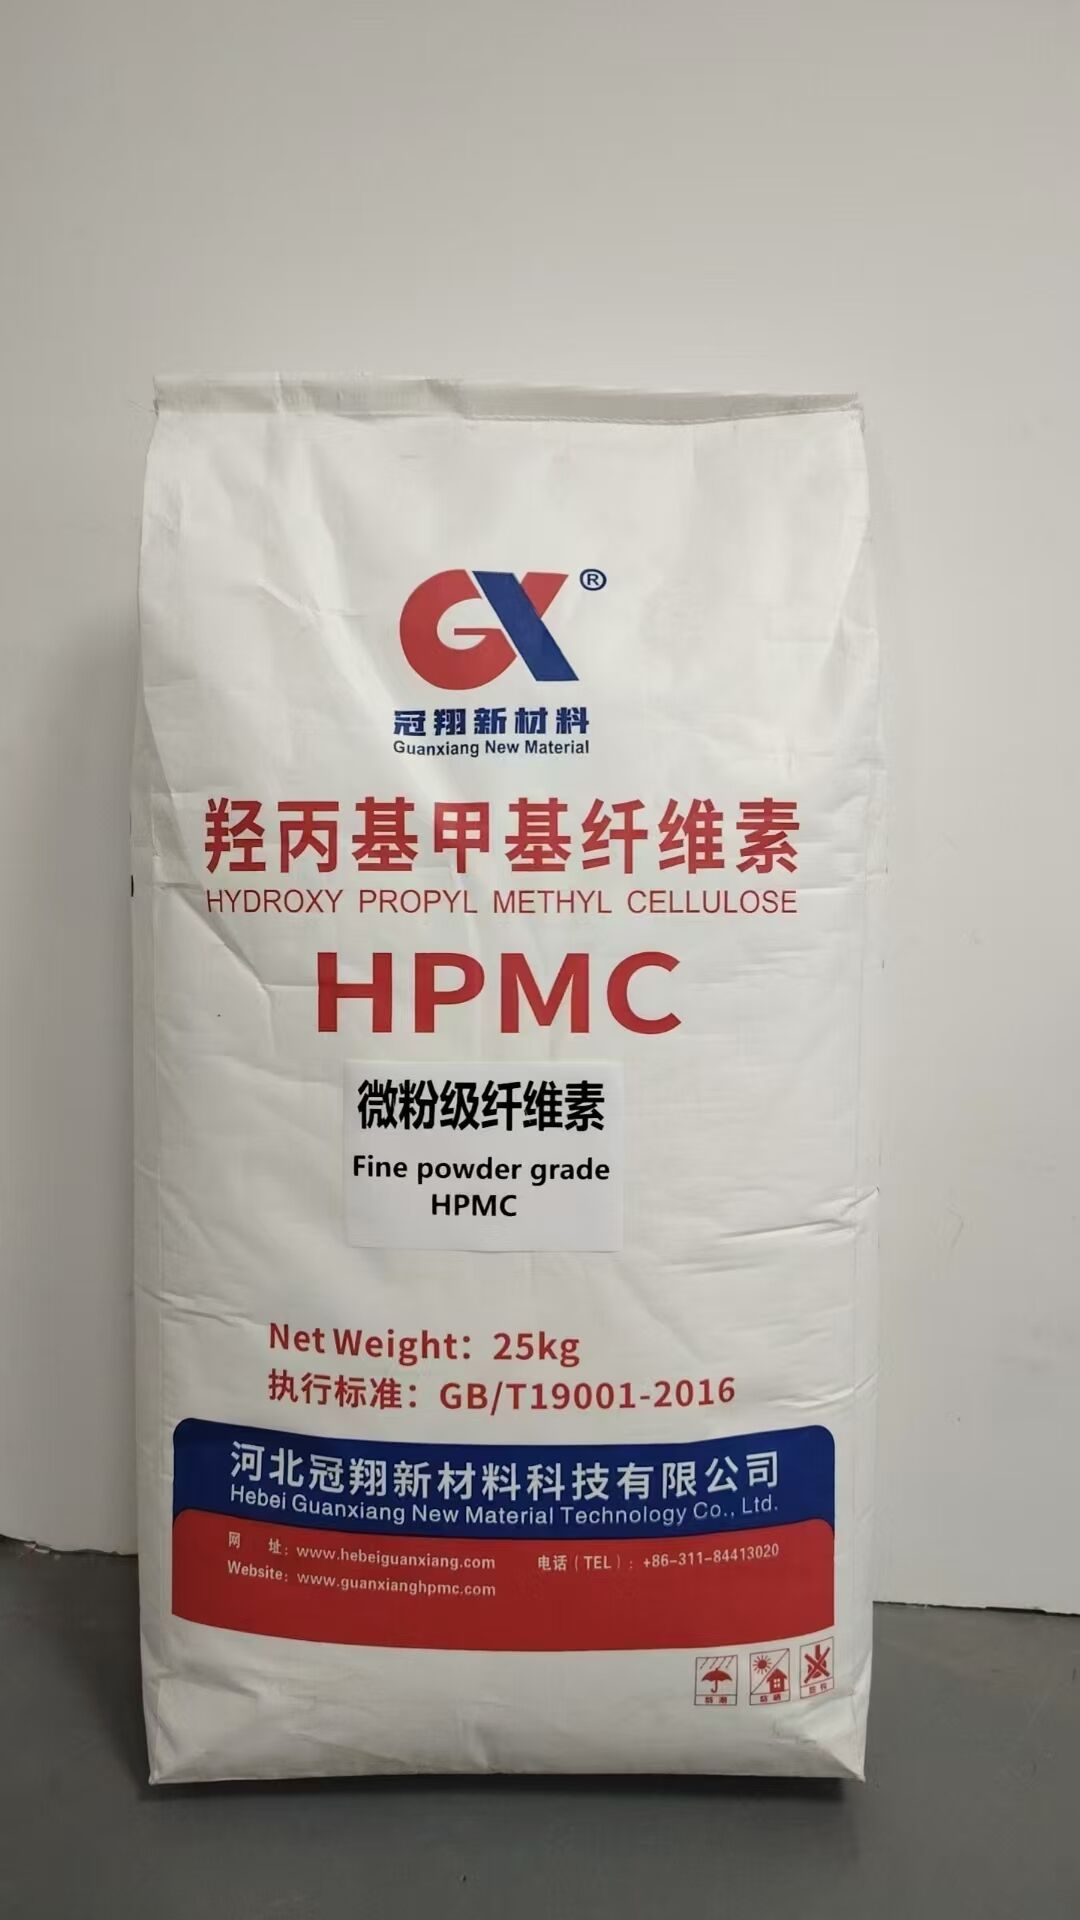 GX®
冠翔新材料
Guanxiang New Material
羟丙基甲基纤维素
HYDROXY PROPYL METHYL CELLULOSE
HPMC
微粉级纤维素
Fine powder grade
HPMC
Net Weight: 25kg
执行标准: GB/T19001-2016
河北冠翔新材料科技有限公司
Hebei Guanxiang New Material Technology Co., Ltd.
网 址: www.hebeiguanxiang.com 电话(TEL): +86-311-84413020
Website: www.guanxianghpmc.com
防潮 防晒